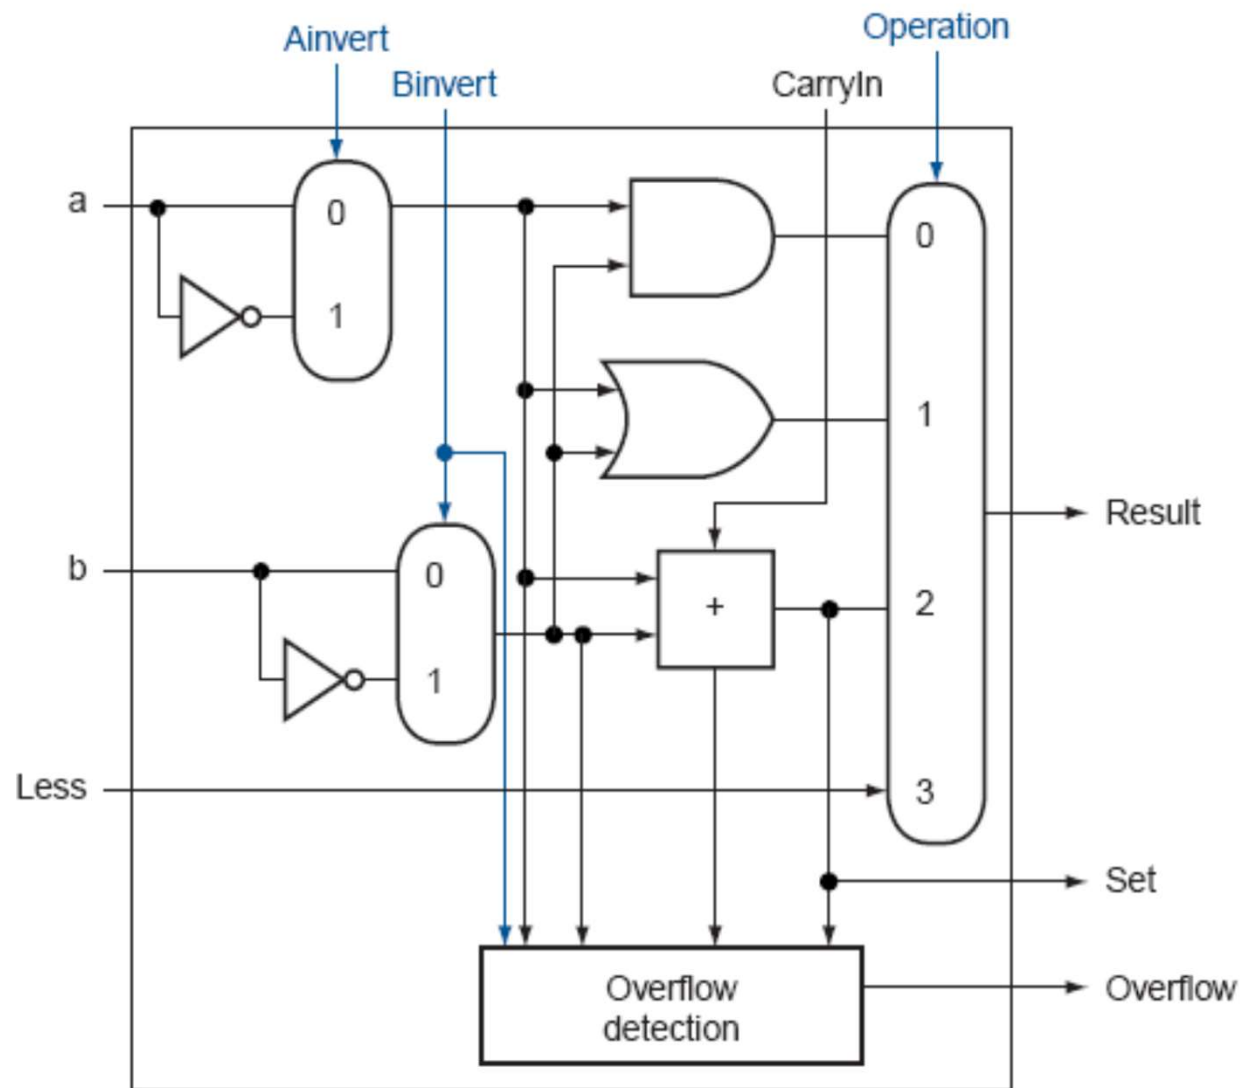 Operation
Ainvert
Binvert
CarryIn
a
0
0
1
1
Result
b
0
+
2
1
Less
3
Set
Overflow
detection
Overflow